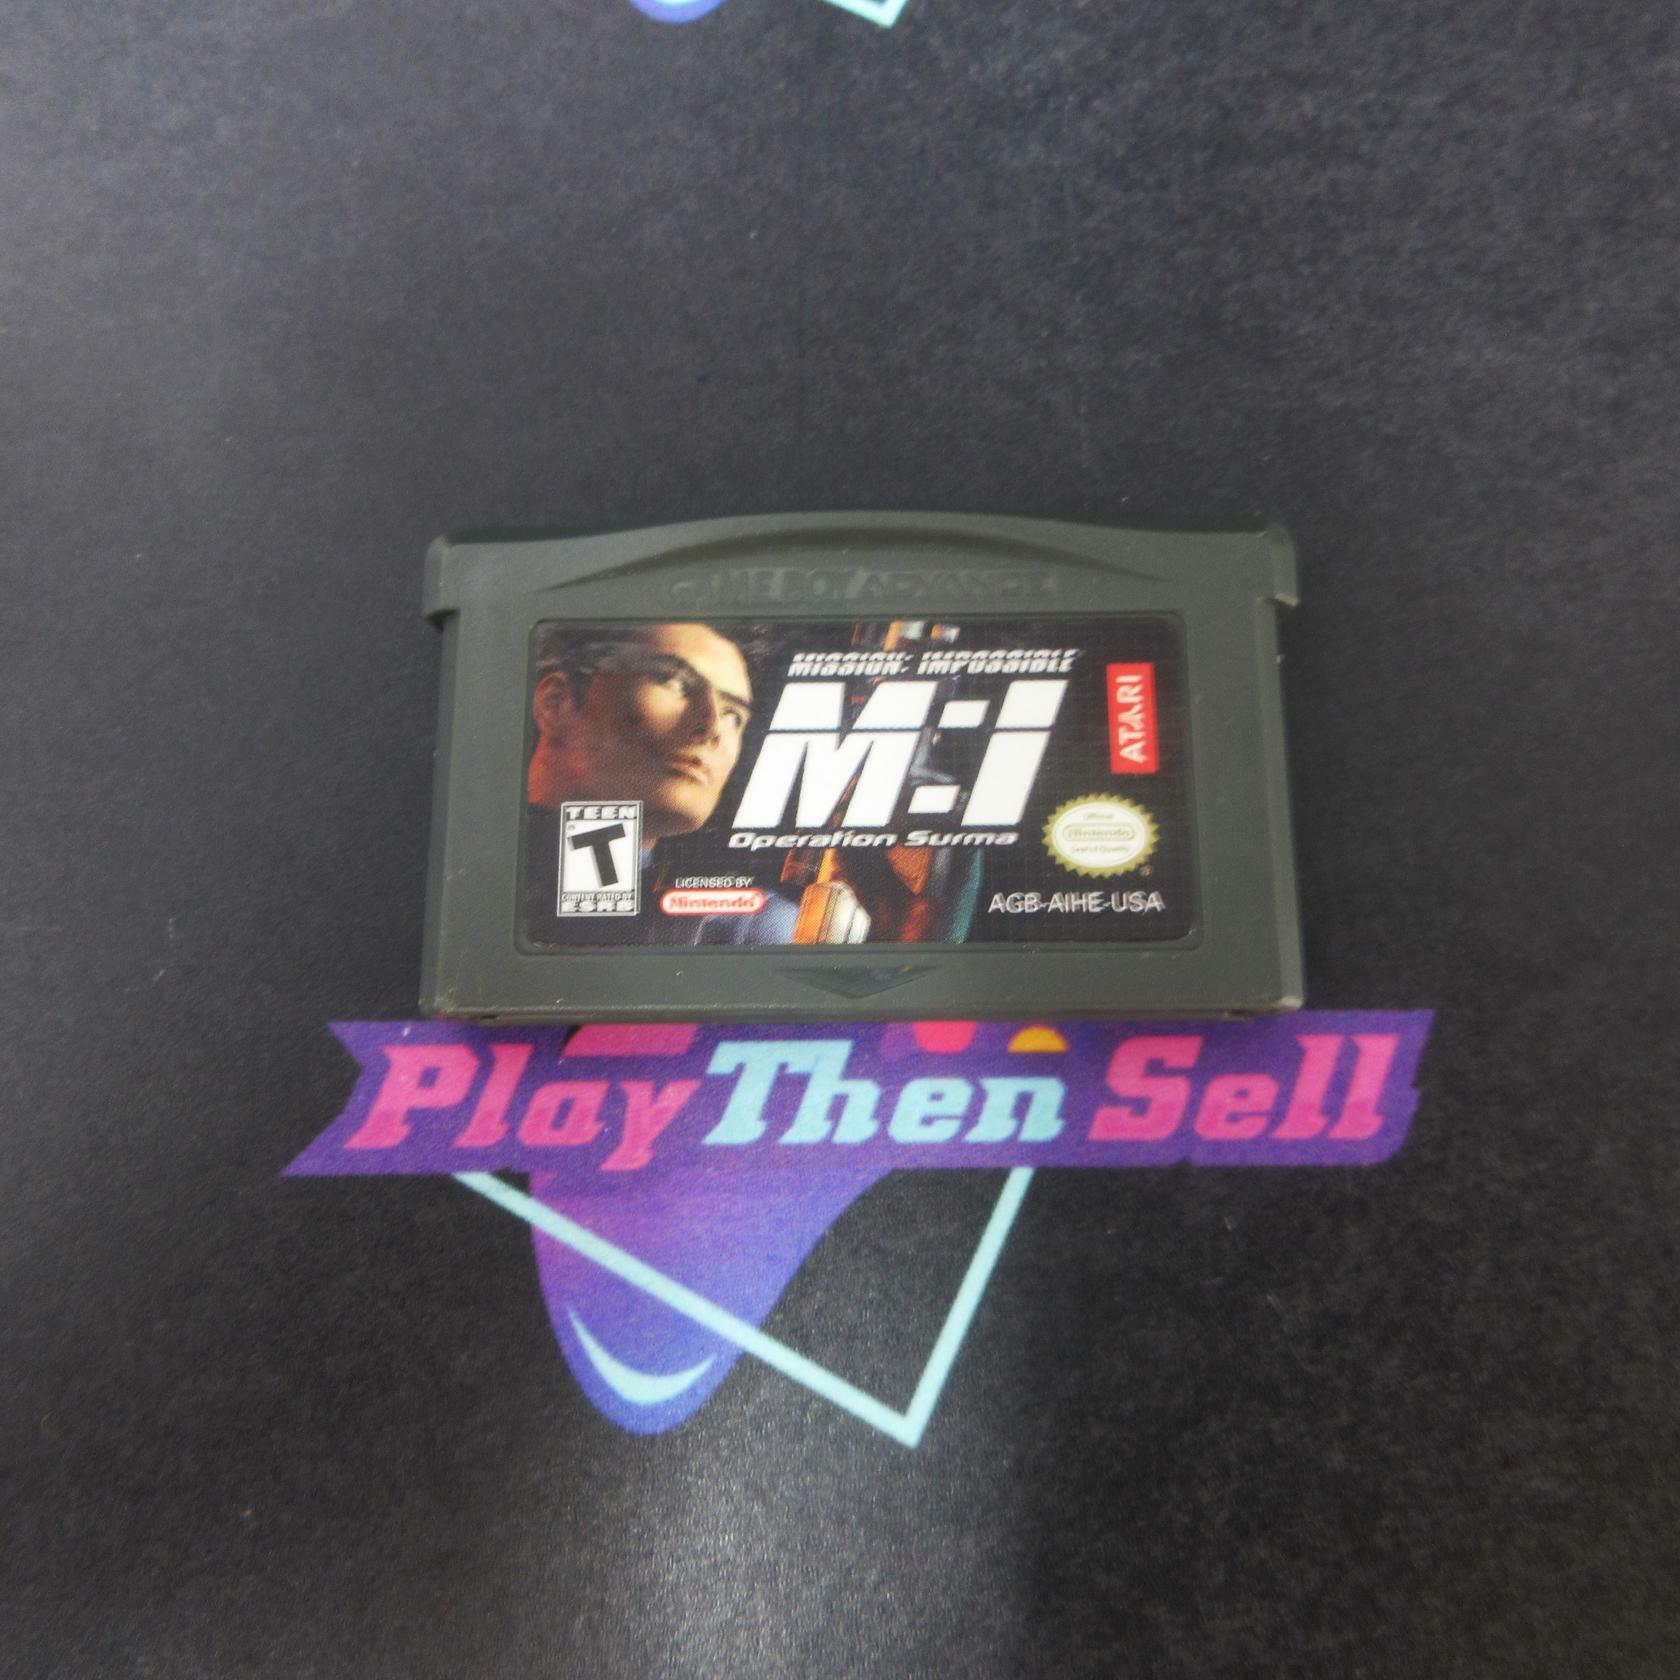 GAME BOY ADVANCE
MISSION: IMPOSSIBLE
M:I
Operation Surma
ATARI
TEEN
T
CONTENT RATED BY
ESRB
LICENSED BY
Nintendo
Official
Nintendo
Seal of Quality
AGB-AIHE-USA
Play Then Sell